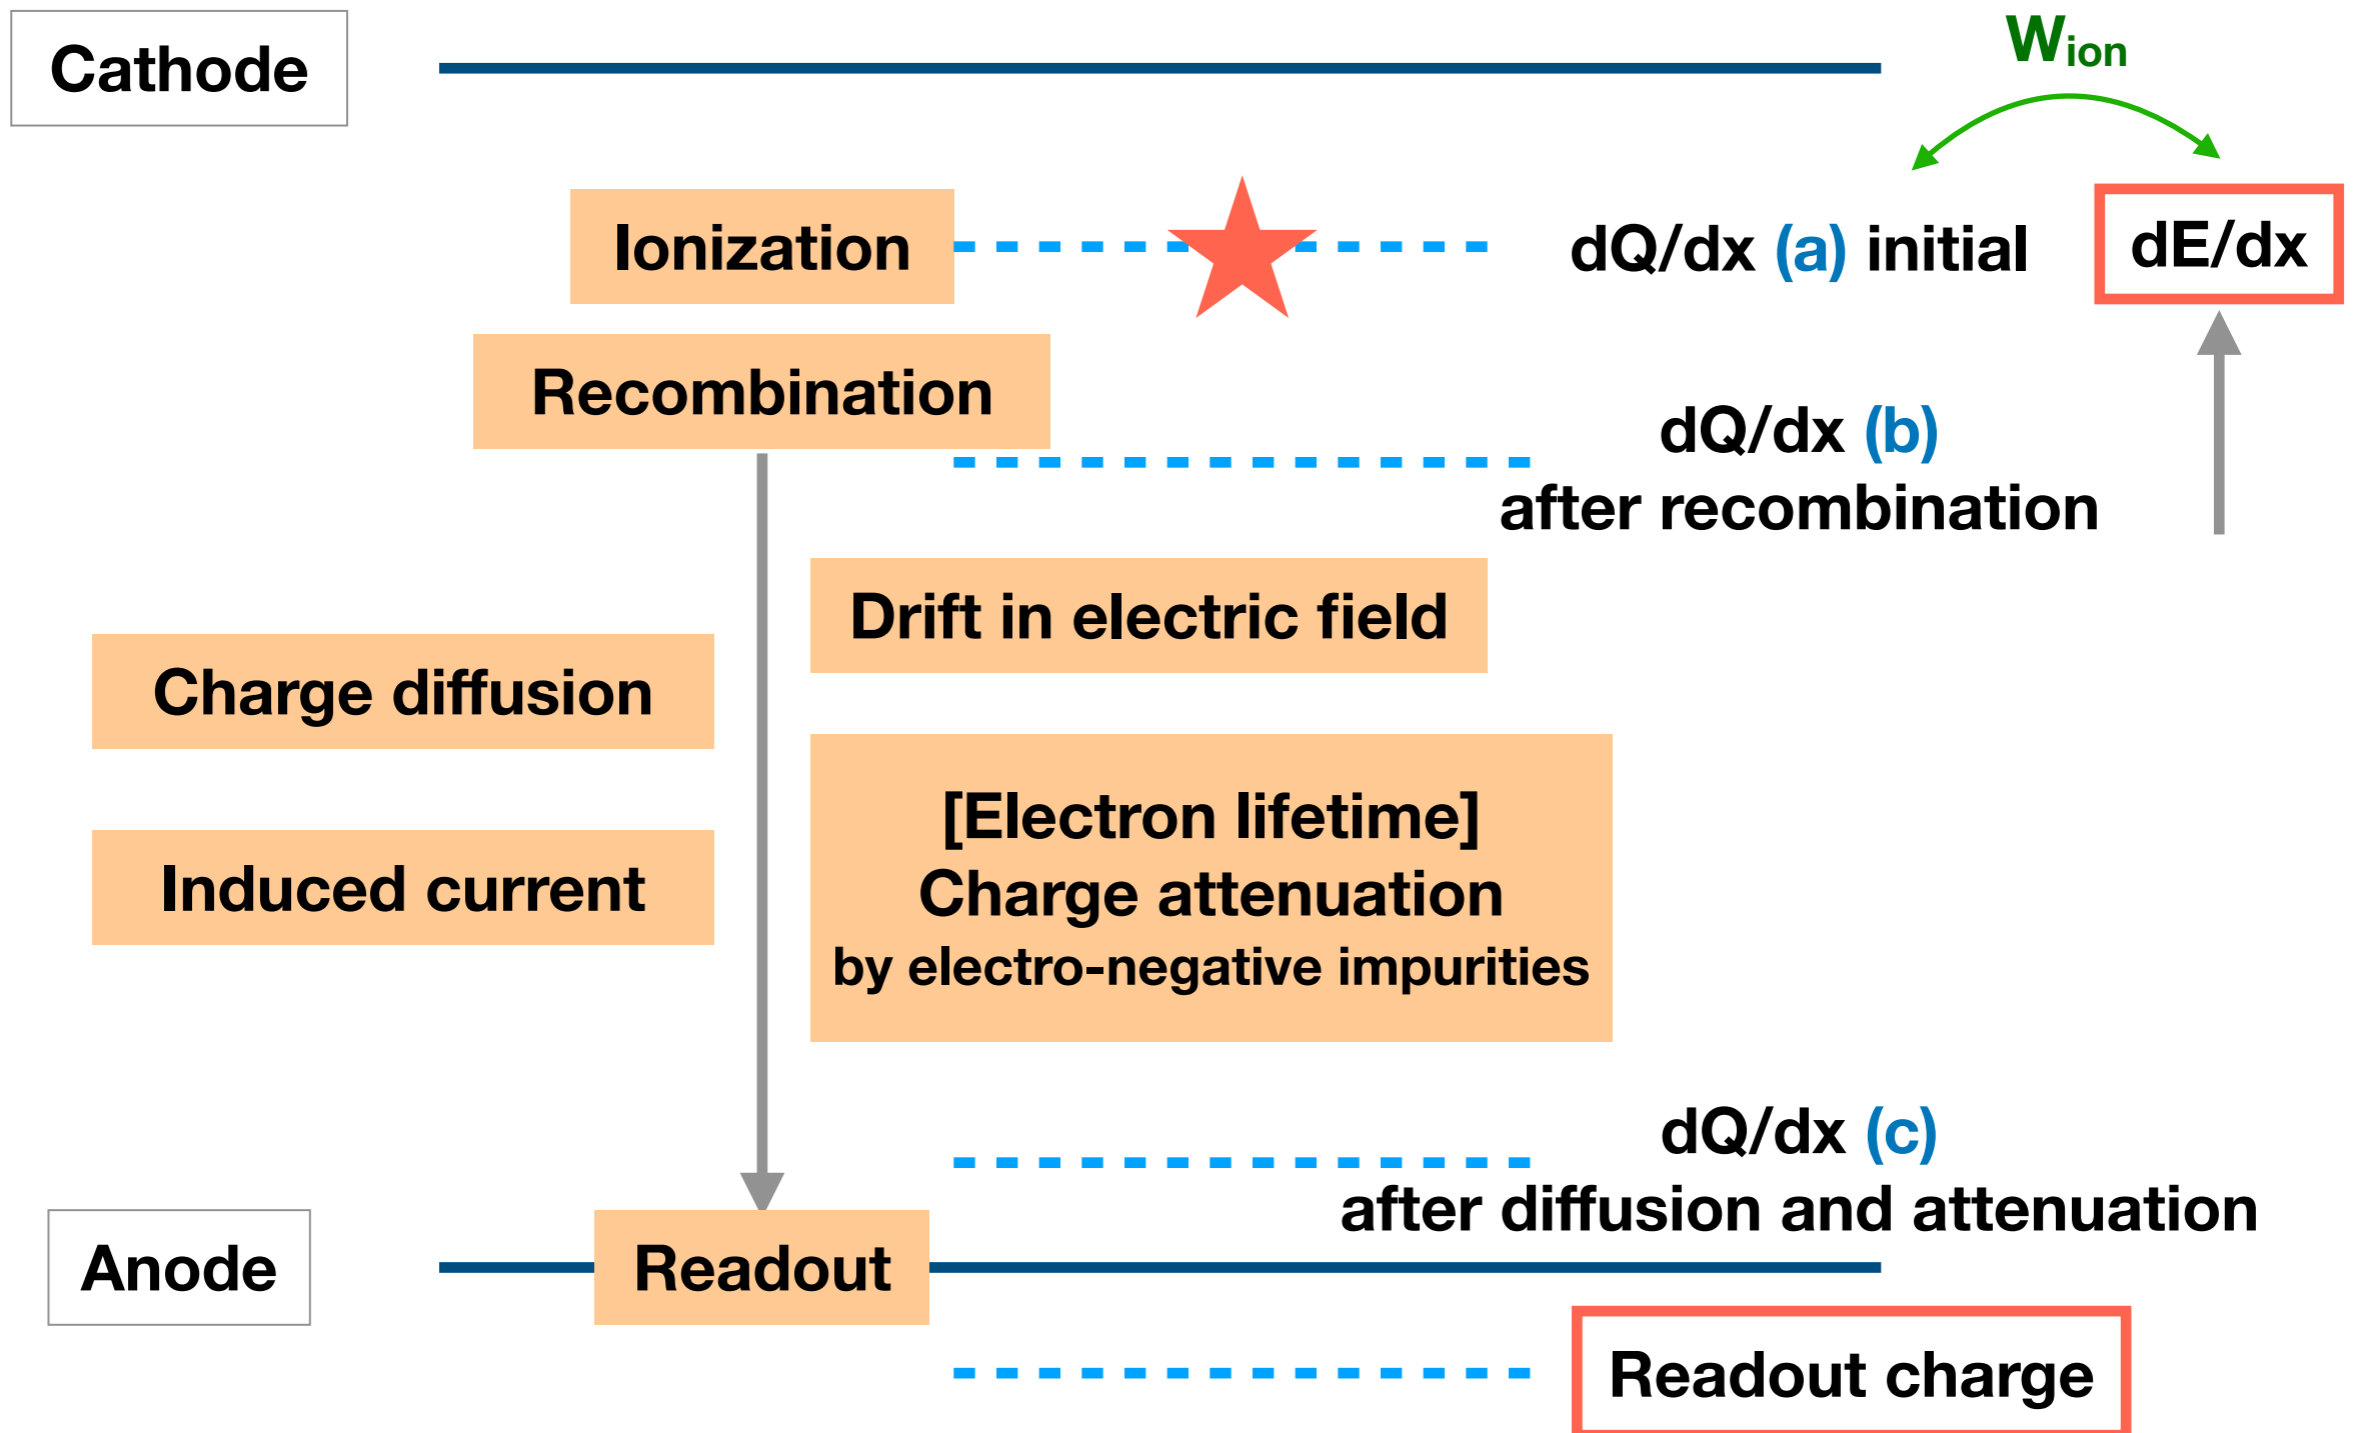 Cathode
W_ion
Ionization
dQ/dx (a) initial
dE/dx
Recombination
dQ/dx (b)
after recombination
Drift in electric field
Charge diffusion
[Electron lifetime]
Charge attenuation
by electro-negative impurities
Induced current
dQ/dx (c)
after diffusion and attenuation
Anode
Readout
Readout charge